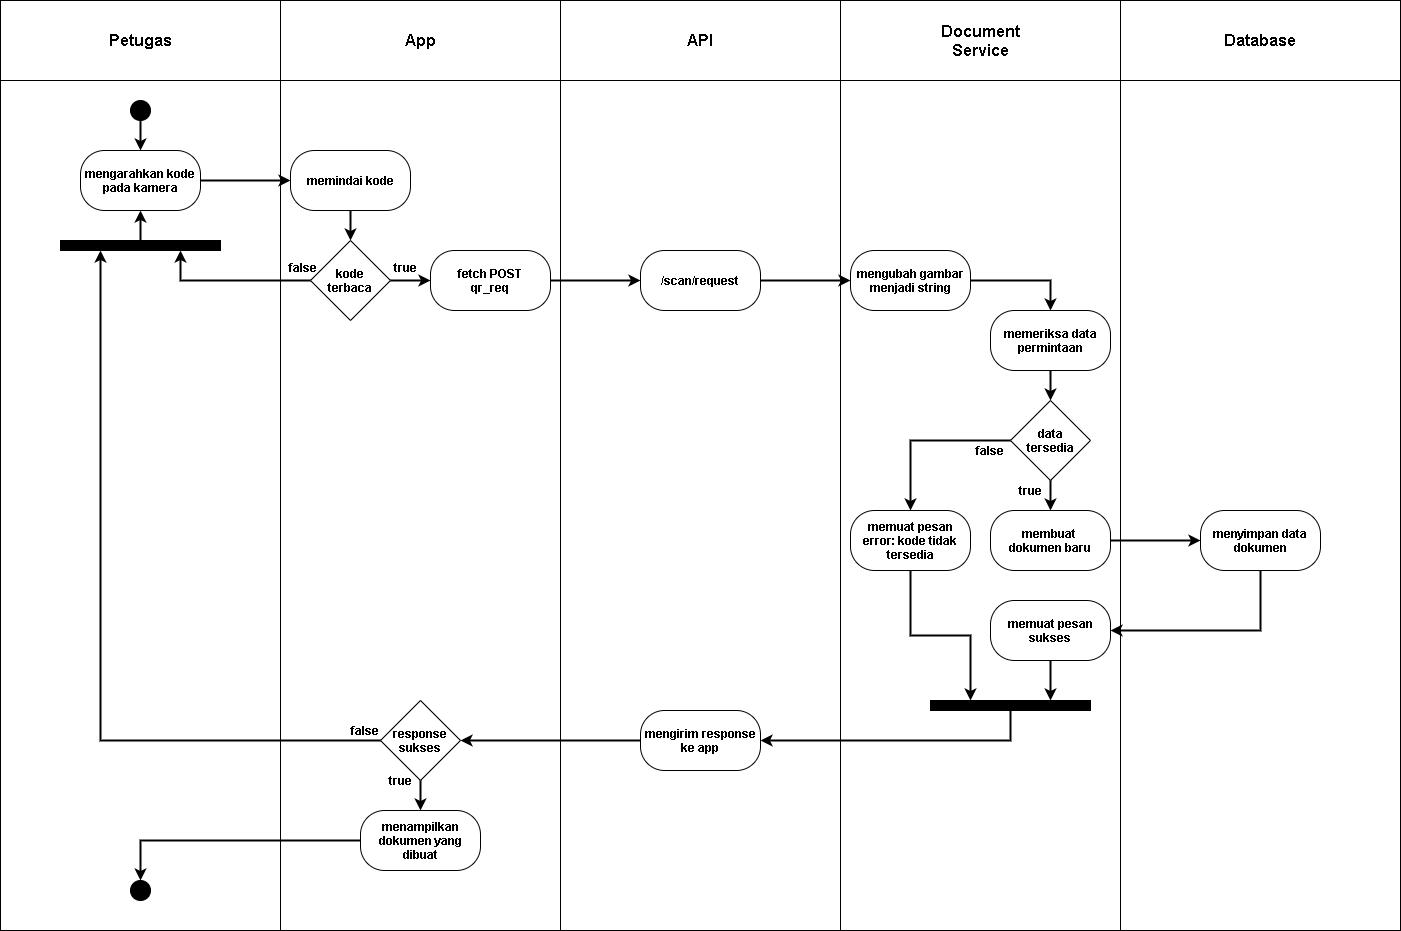 Petugas
App
API
Document
Service
Database
mengarahkan kode
pada kamera
memindai kode
false
kode
terbaca
true
fetch POST
qr_req
/scan/request
mengubah gambar
menjadi string
memeriksa data
permintaan
data
tersedia
false
true
memuat pesan
error: kode tidak
tersedia
membuat
dokumen baru
menyimpan data
dokumen
memuat pesan
sukses
false
response
sukses
mengirim response
ke app
true
menampilkan
dokumen yang
dibuat